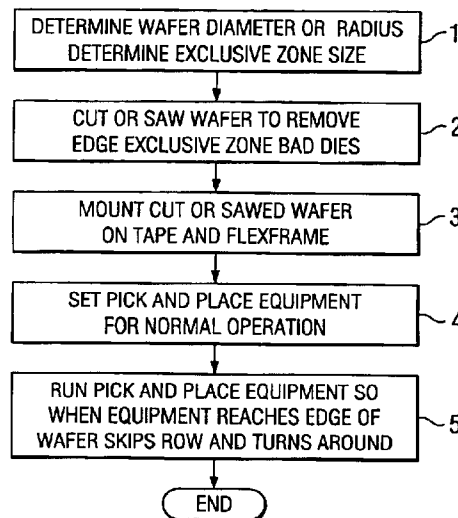 DETERMINE WAFER DIAMETER OR RADIUS
DETERMINE EXCLUSIVE ZONE SIZE
1
CUT OR SAW WAFER TO REMOVE
EDGE EXCLUSIVE ZONE BAD DIES
2
MOUNT CUT OR SAWED WAFER
ON TAPE AND FLEXFRAME
3
SET PICK AND PLACE EQUIPMENT
FOR NORMAL OPERATION
4
RUN PICK AND PLACE EQUIPMENT SO
WHEN EQUIPMENT REACHES EDGE OF
WAFER SKIPS ROW AND TURNS AROUND
5
END